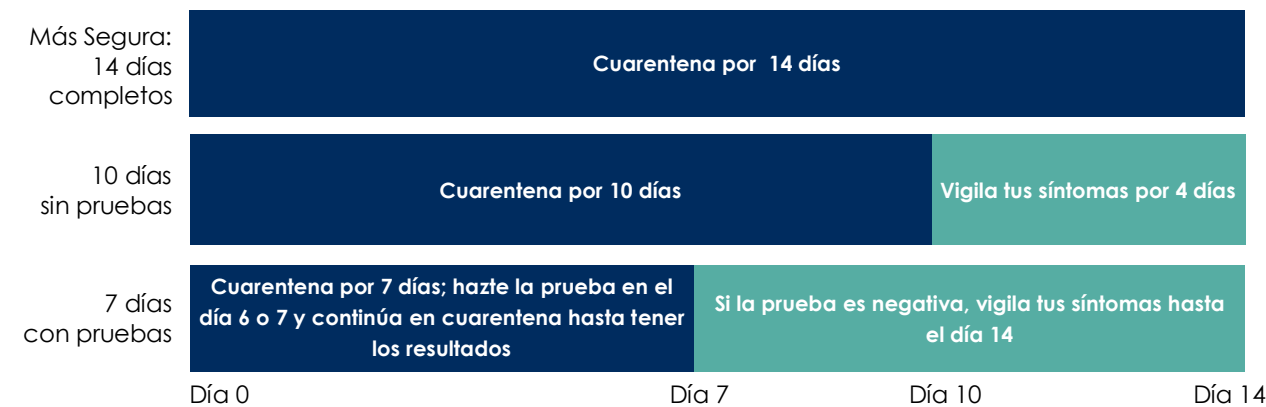 Más Segura:
14 días
completos
Cuarentena por 14 días
10 días
sin pruebas
Cuarentena por 10 días
Vigila tus síntomas por 4 días
7 días
con pruebas
Cuarentena por 7 días; hazte la prueba en el
día 6 o 7 y continúa en cuarentena hasta tener
los resultados
Si la prueba es negativa, vigila tus síntomas hasta
el día 14
Día 0
Día 7
Día 10
Día 14